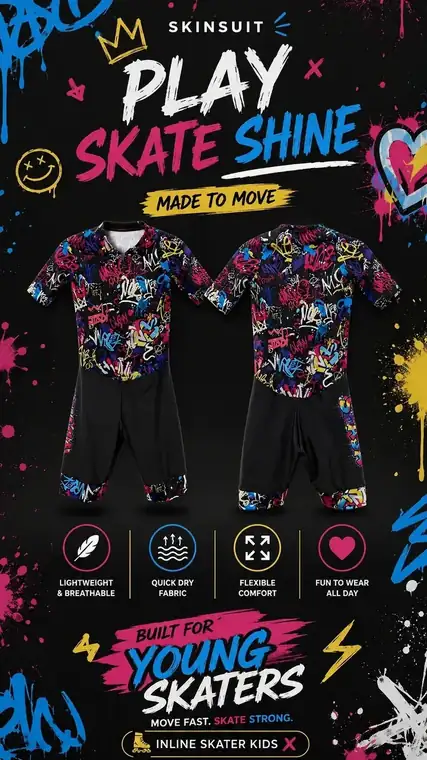 SKINSUIT
PLAY
SKATE SHINE
MADE TO MOVE
LIGHTWEIGHT
& BREATHABLE
QUICK DRY
FABRIC
FLEXIBLE
COMFORT
FUN TO WEAR
ALL DAY
BUILT FOR
YOUNG
SKATERS
MOVE FAST. SKATE STRONG.
INLINE SKATER KIDS